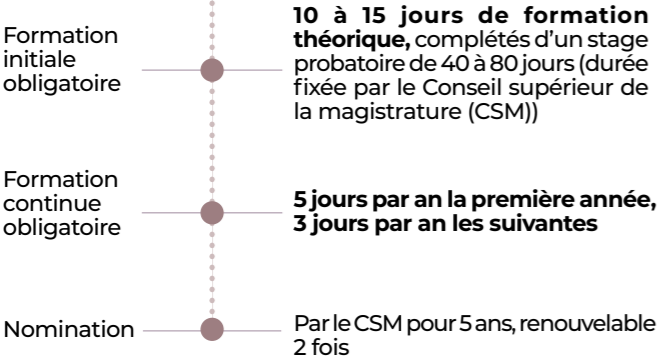 Formation
initiale
obligatoire
10 à 15 jours de formation
théorique, complétés d’un stage
probatoire de 40 à 80 jours (durée
fixée par le Conseil supérieur de
la magistrature (CSM))
Formation
continue
obligatoire
5 jours par an la première année,
3 jours par an les suivantes
Nomination
Par le CSM pour 5 ans, renouvelable
2 fois